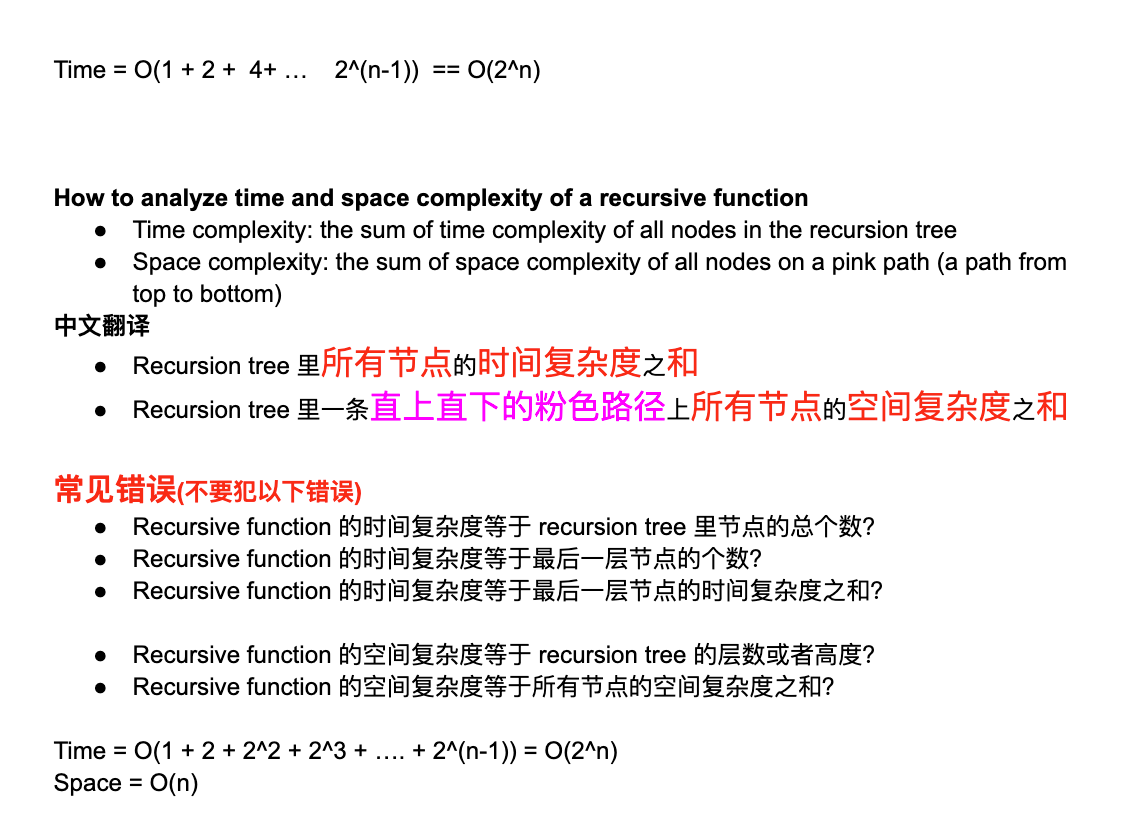 Time = O(1 + 2 +  4+ …    2^(n-1))  == O(2^n)
How to analyze time and space complexity of a recursive function
● Time complexity: the sum of time complexity of all nodes in the recursion tree
● Space complexity: the sum of space complexity of all nodes on a pink path (a path from
top to bottom)
中文翻译
● Recursion tree 里所有节点的时间复杂度之和
● Recursion tree 里一条直上直下的粉色路径上所有节点的空间复杂度之和
常见错误(不要犯以下错误)
● Recursive function 的时间复杂度等于 recursion tree 里节点的总个数?
● Recursive function 的时间复杂度等于最后一层节点的个数?
● Recursive function 的时间复杂度等于最后一层节点的时间复杂度之和?
● Recursive function 的空间复杂度等于 recursion tree 的层数或者高度?
● Recursive function 的空间复杂度等于所有节点的空间复杂度之和?
Time = O(1 + 2 + 2^2 + 2^3 + …. + 2^(n-1)) = O(2^n)
Space = O(n)